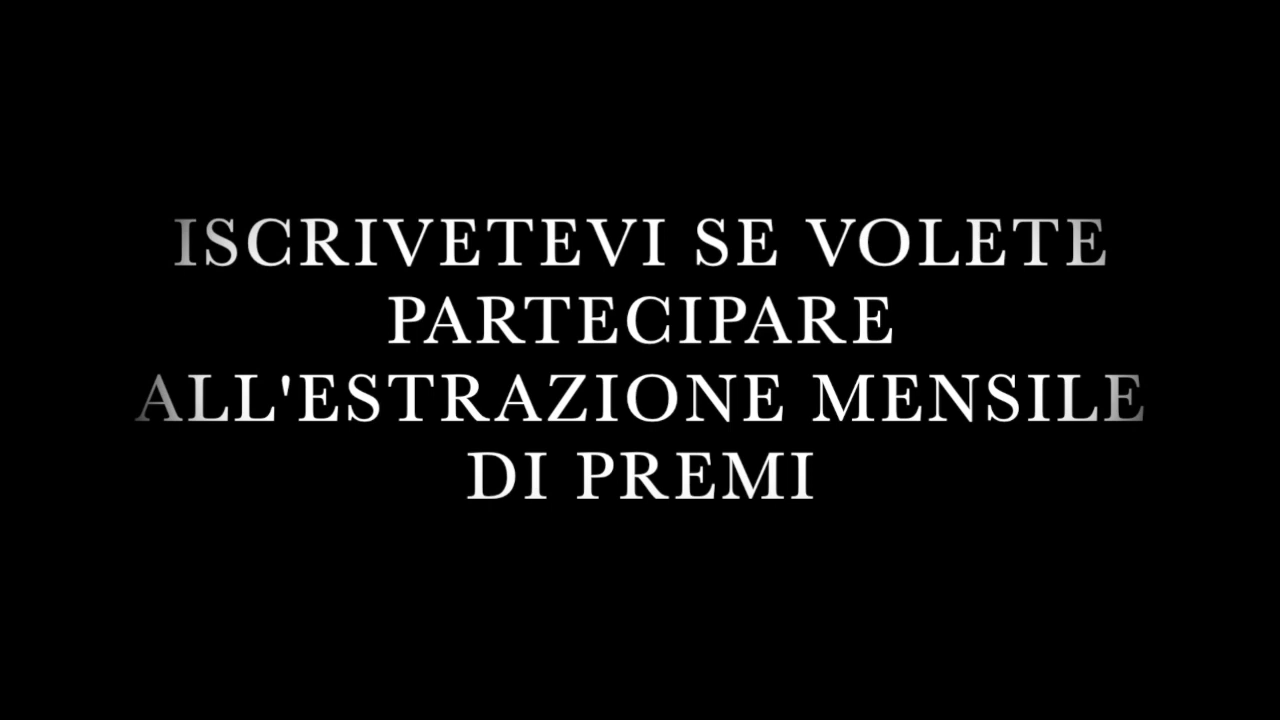 ISCRIVETEVI SE VOLETE
PARTECIPARE
ALL'ESTRAZIONE MENSILE
DI PREMI